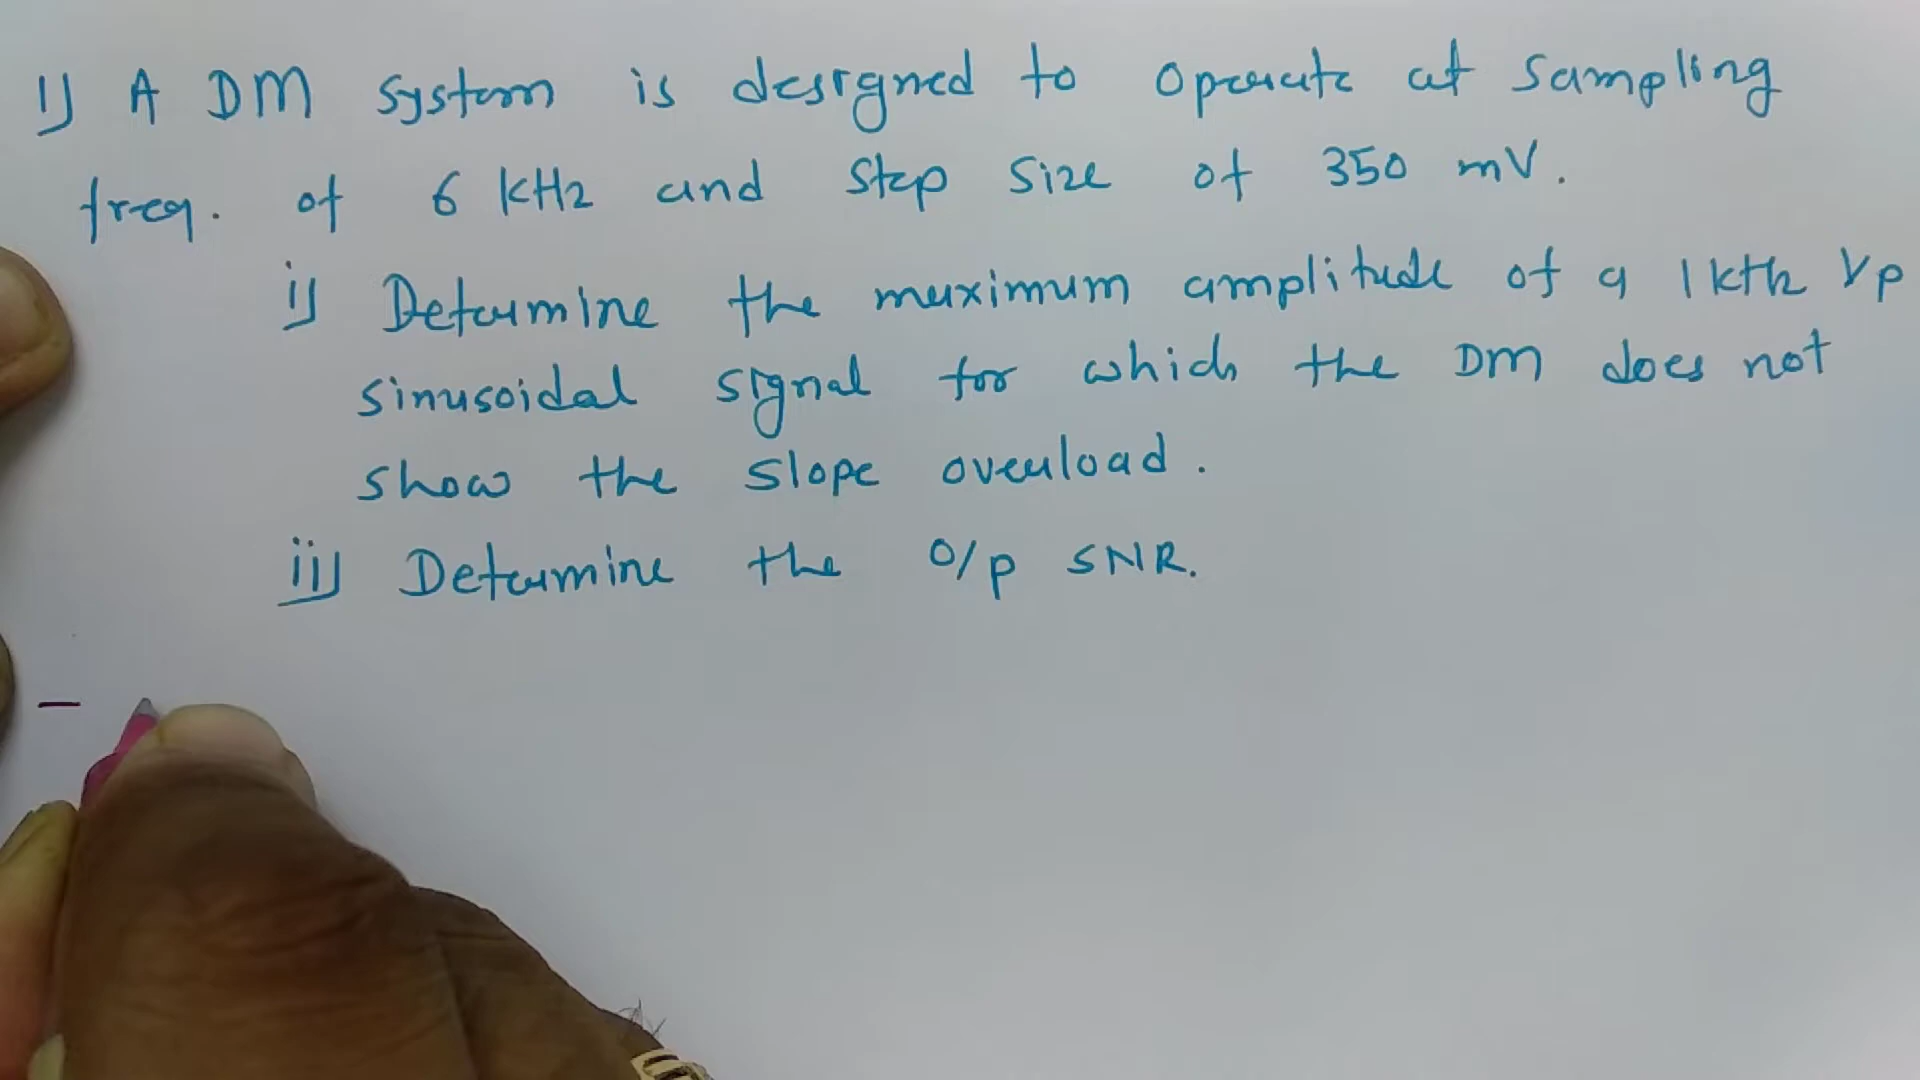 1) A DM system is designed to operate at sampling
freq. of 6 kHz and step size of 350 mV.
i) Determine the maximum amplitude of a 1 kHz i/p
sinusoidal signal for which the DM does not
show the slope overload.
ii) Determine the o/p SNR.